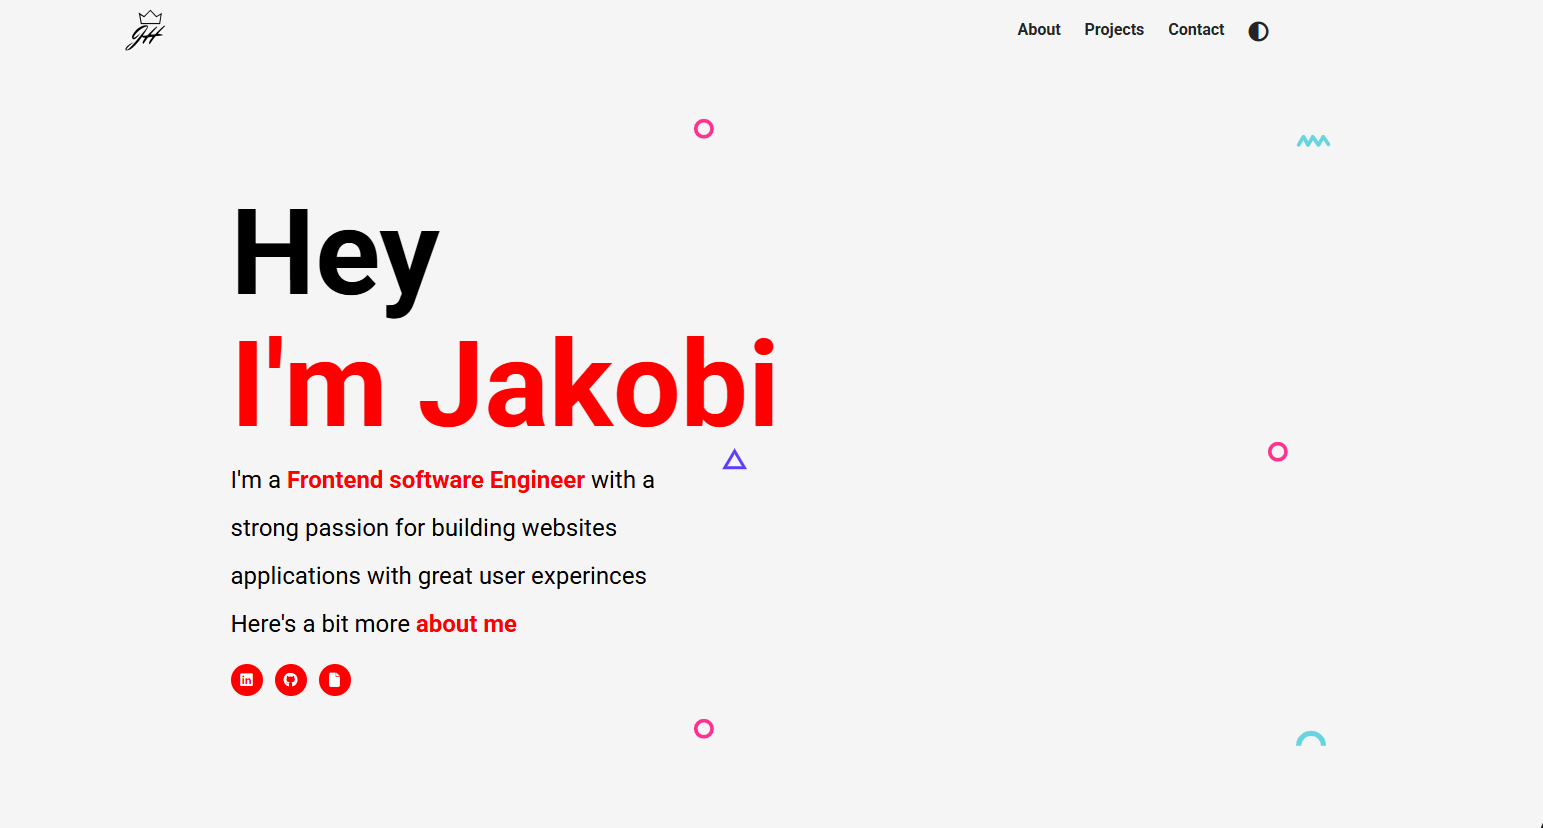 JH
About Projects Contact
Hey
I'm Jakobi
I'm a Frontend software Engineer with a
strong passion for building websites
applications with great user experinces
Here's a bit more about me
in